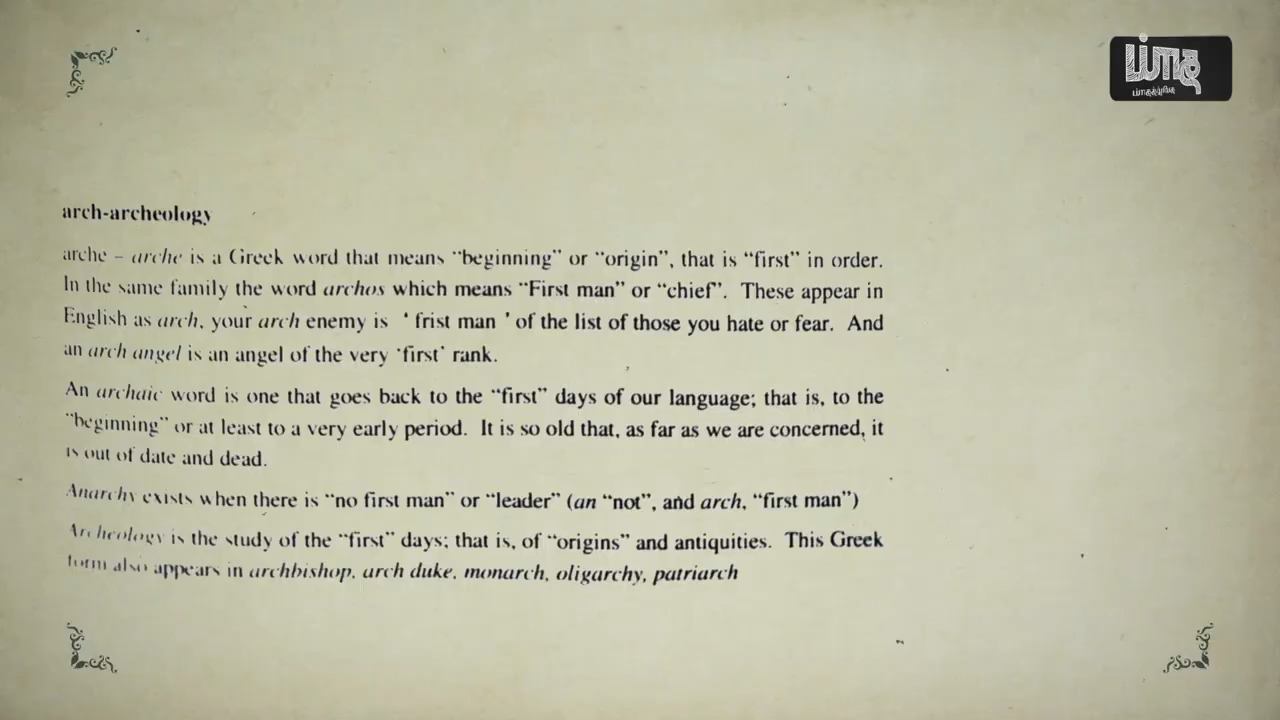 பாகு
arch-archeology
arche – arche is a Greek word that means “beginning” or “origin”, that is “first” in order.
In the same family the word archos which means “First man” or “chief”. These appear in
English as arch, your arch enemy is ‘ frist man ’ of the list of those you hate or fear. And
an arch angel is an angel of the very ‘first’ rank.
An archaic word is one that goes back to the “first” days of our language; that is, to the
“beginning” or at least to a very early period. It is so old that, as far as we are concerned, it
is out of date and dead.
Anarchy exists when there is “no first man” or “leader” (an “not”, and arch, “first man”)
Archeology is the study of the “first” days; that is, of “origins” and antiquities. This Greek
form also appears in archbishop. arch duke. monarch, oligarchy, patriarch